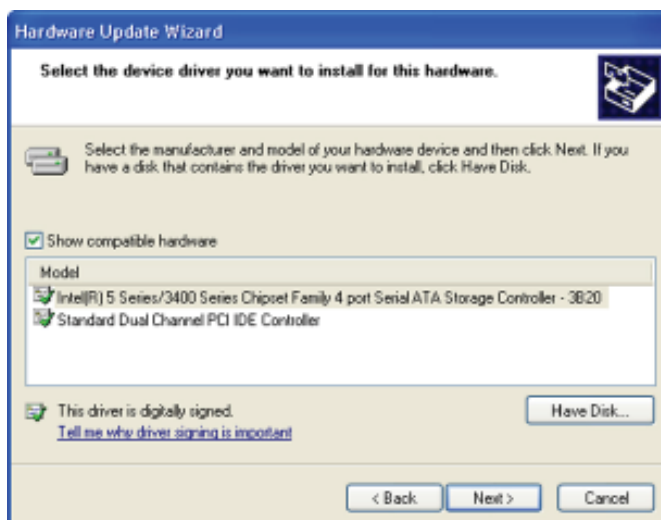 Hardware Update Wizard
Select the device driver you want to install for this hardware.
Select the manufacturer and model of your hardware device and then click Next. If you
have a disk that contains the driver you want to install, click Have Disk.
Show compatible hardware
Model
Intel(R) 5 Series/3400 Series Chipset Family 4 port Serial ATA Storage Controller - 3B20
Standard Dual Channel PCI IDE Controller
This driver is digitally signed.
Have Disk...
Tell me why driver signing is important
< Back
Next >
Cancel